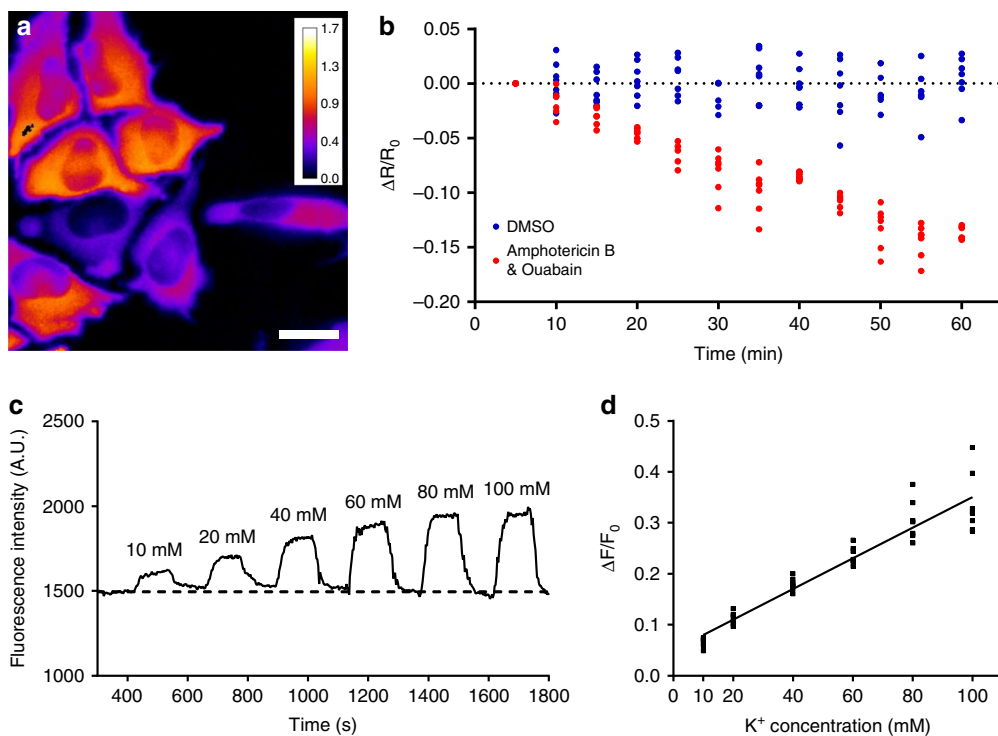 a
1.7
1.4
0.9
0.6
0.3
0.0
b
0.05
0.00
−0.05
−0.10
−0.15
−0.20
ΔR/R0
DMSO
Amphotericin B
& Ouabain
0 10 20 30 40 50 60
Time (min)
c
2500
2000
1500
1000
Fluorescence intensity (A.U.)
10 mM
20 mM
40 mM
60 mM
80 mM
100 mM
400 600 800 1000 1200 1400 1600 1800
Time (s)
d
0.5
0.4
0.3
0.2
0.1
0.0
ΔF/F0
0 10 20 40 60 80 100
K+ concentration (mM)